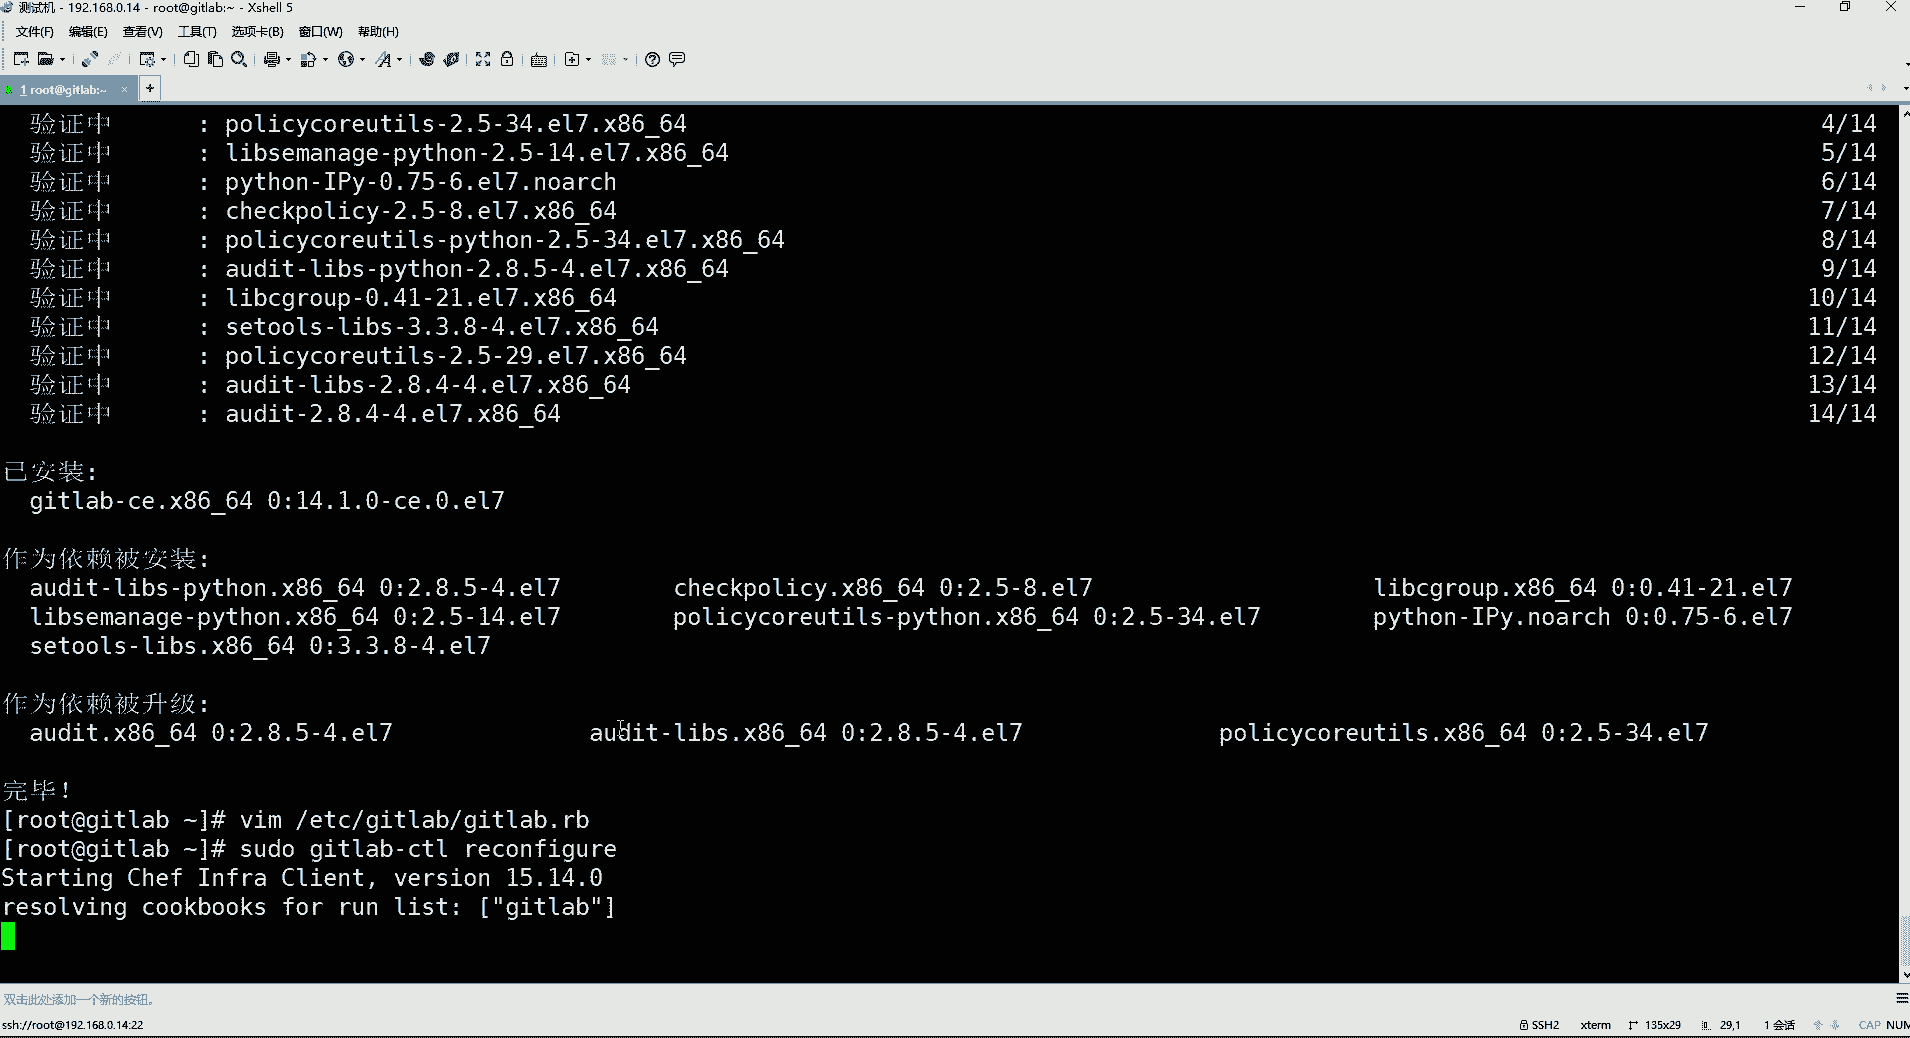 测试机 - 192.168.0.14 - root@gitlab:~ - Xshell 5
文件(F) 编辑(E) 查看(V) 工具(T) 选项卡(B) 窗口(W) 帮助(H)
1 root@gitlab:~ × +
验证中 : policycoreutils-2.5-34.el7.x86_64 4/14
验证中 : libsemanage-python-2.5-14.el7.x86_64 5/14
验证中 : python-IPy-0.75-6.el7.noarch 6/14
验证中 : checkpolicy-2.5-8.el7.x86_64 7/14
验证中 : policycoreutils-python-2.5-34.el7.x86_64 8/14
验证中 : audit-libs-python-2.8.5-4.el7.x86_64 9/14
验证中 : libcgroup-0.41-21.el7.x86_64 10/14
验证中 : setools-libs-3.3.8-4.el7.x86_64 11/14
验证中 : policycoreutils-2.5-29.el7.x86_64 12/14
验证中 : audit-libs-2.8.4-4.el7.x86_64 13/14
验证中 : audit-2.8.4-4.el7.x86_64 14/14
已安装:
gitlab-ce.x86_64 0:14.1.0-ce.0.el7
作为依赖被安装:
audit-libs-python.x86_64 0:2.8.5-4.el7 checkpolicy.x86_64 0:2.5-8.el7 libcgroup.x86_64 0:0.41-21.el7
libsemanage-python.x86_64 0:2.5-14.el7 policycoreutils-python.x86_64 0:2.5-34.el7 python-IPy.noarch 0:0.75-6.el7
setools-libs.x86_64 0:3.3.8-4.el7
作为依赖被升级:
audit.x86_64 0:2.8.5-4.el7 audit-libs.x86_64 0:2.8.5-4.el7 policycoreutils.x86_64 0:2.5-34.el7
完毕!
[root@gitlab ~]# vim /etc/gitlab/gitlab.rb
[root@gitlab ~]# sudo gitlab-ctl reconfigure
Starting Chef Infra Client, version 15.14.0
resolving cookbooks for run list: ["gitlab"]
双击此处添加一个新的按钮。
ssh://root@192.168.0.14:22 SSH2 xterm 135x29 29,1 1 会话 CAP NUM